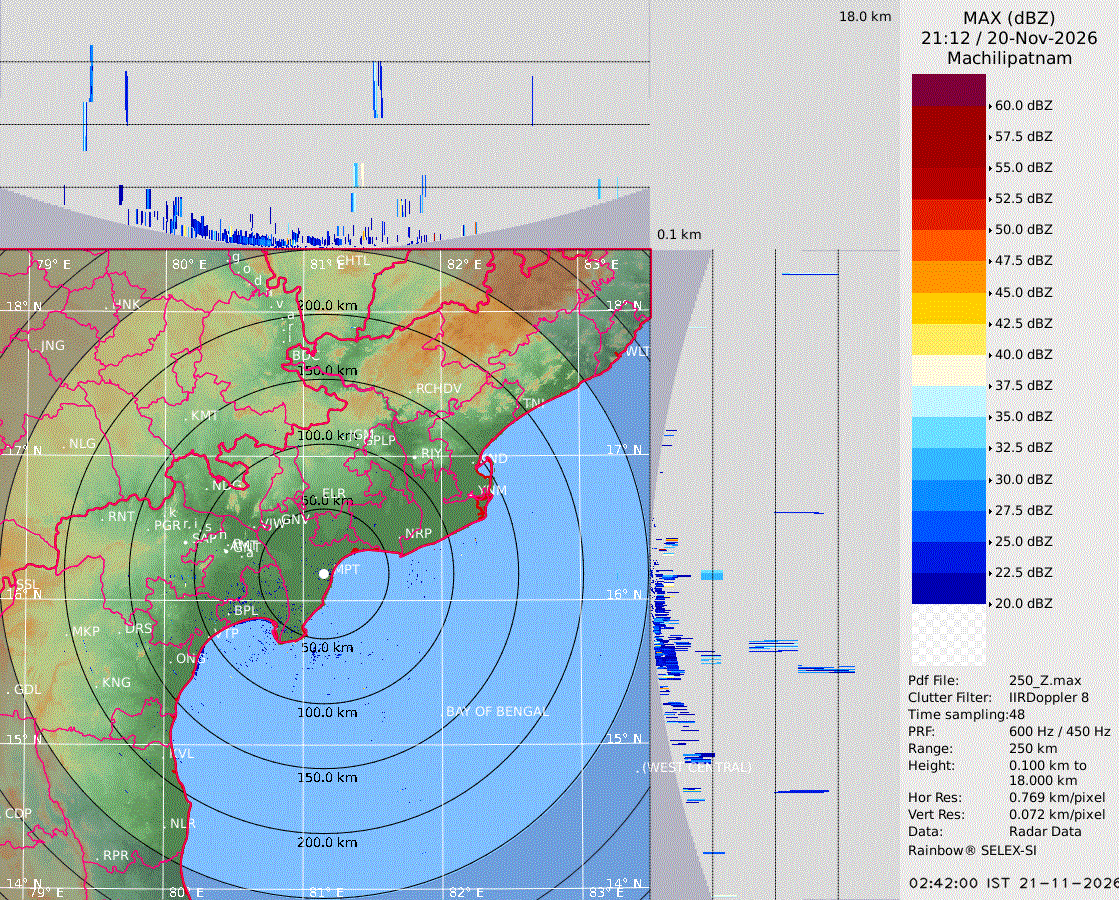 18.0 km
0.1 km
MAX (dBZ)
21:12 / 20-Nov-2026
Machilipatnam
60.0 dBZ
57.5 dBZ
55.0 dBZ
52.5 dBZ
50.0 dBZ
47.5 dBZ
45.0 dBZ
42.5 dBZ
40.0 dBZ
37.5 dBZ
35.0 dBZ
32.5 dBZ
30.0 dBZ
27.5 dBZ
25.0 dBZ
22.5 dBZ
20.0 dBZ
Pdf File: 250_Z.max
Clutter Filter: IIRDoppler 8
Time sampling:48
PRF: 600 Hz / 450 Hz
Range: 250 km
Height: 0.100 km to
18.000 km
Hor Res: 0.769 km/pixel
Vert Res: 0.072 km/pixel
Data: Radar Data
Rainbow® SELEX-SI
02:42:00 IST 21-11-2026
79° E 80° E 81° E 82° E 83° E
CHTL
18° N HNK 200.0 km 18° N
JNG
WLT
150.0 km
RCHDV
TNI
KMT
100.0 km
GPLP
NLG
17° N RIY 17° N
ELR
50.0 km
YNM
RNT
PGR
VJW
GNV
NRP
MPT
SSL
16° N 16° N
BPL
MKP
DRS
50.0 km
ONG
KNG
GDL
100.0 km
BAY OF BENGAL
15° N 15° N
KVL
(WEST CENTRAL)
150.0 km
CDP
NLR
200.0 km
RPR
14° N 14° N
79° E 80 81° E 82° E 83° E